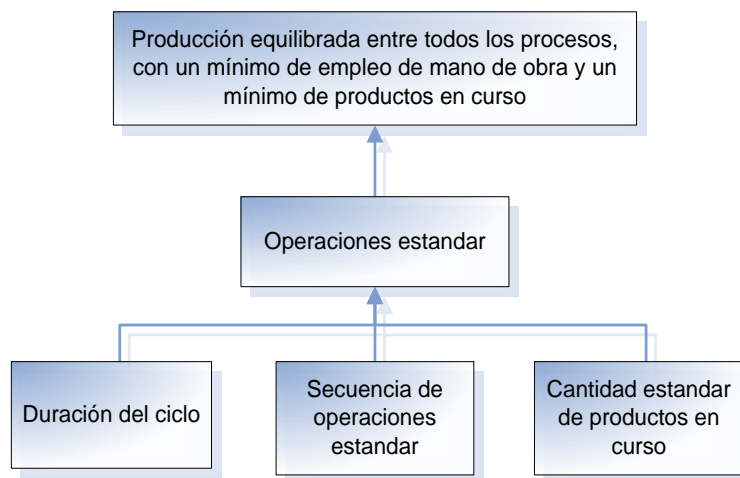 Producción equilibrada entre todos los procesos,
con un mínimo de empleo de mano de obra y un
mínimo de productos en curso
Operaciones estandar
Duración del ciclo
Secuencia de
operaciones
estandar
Cantidad estandar
de productos en
curso